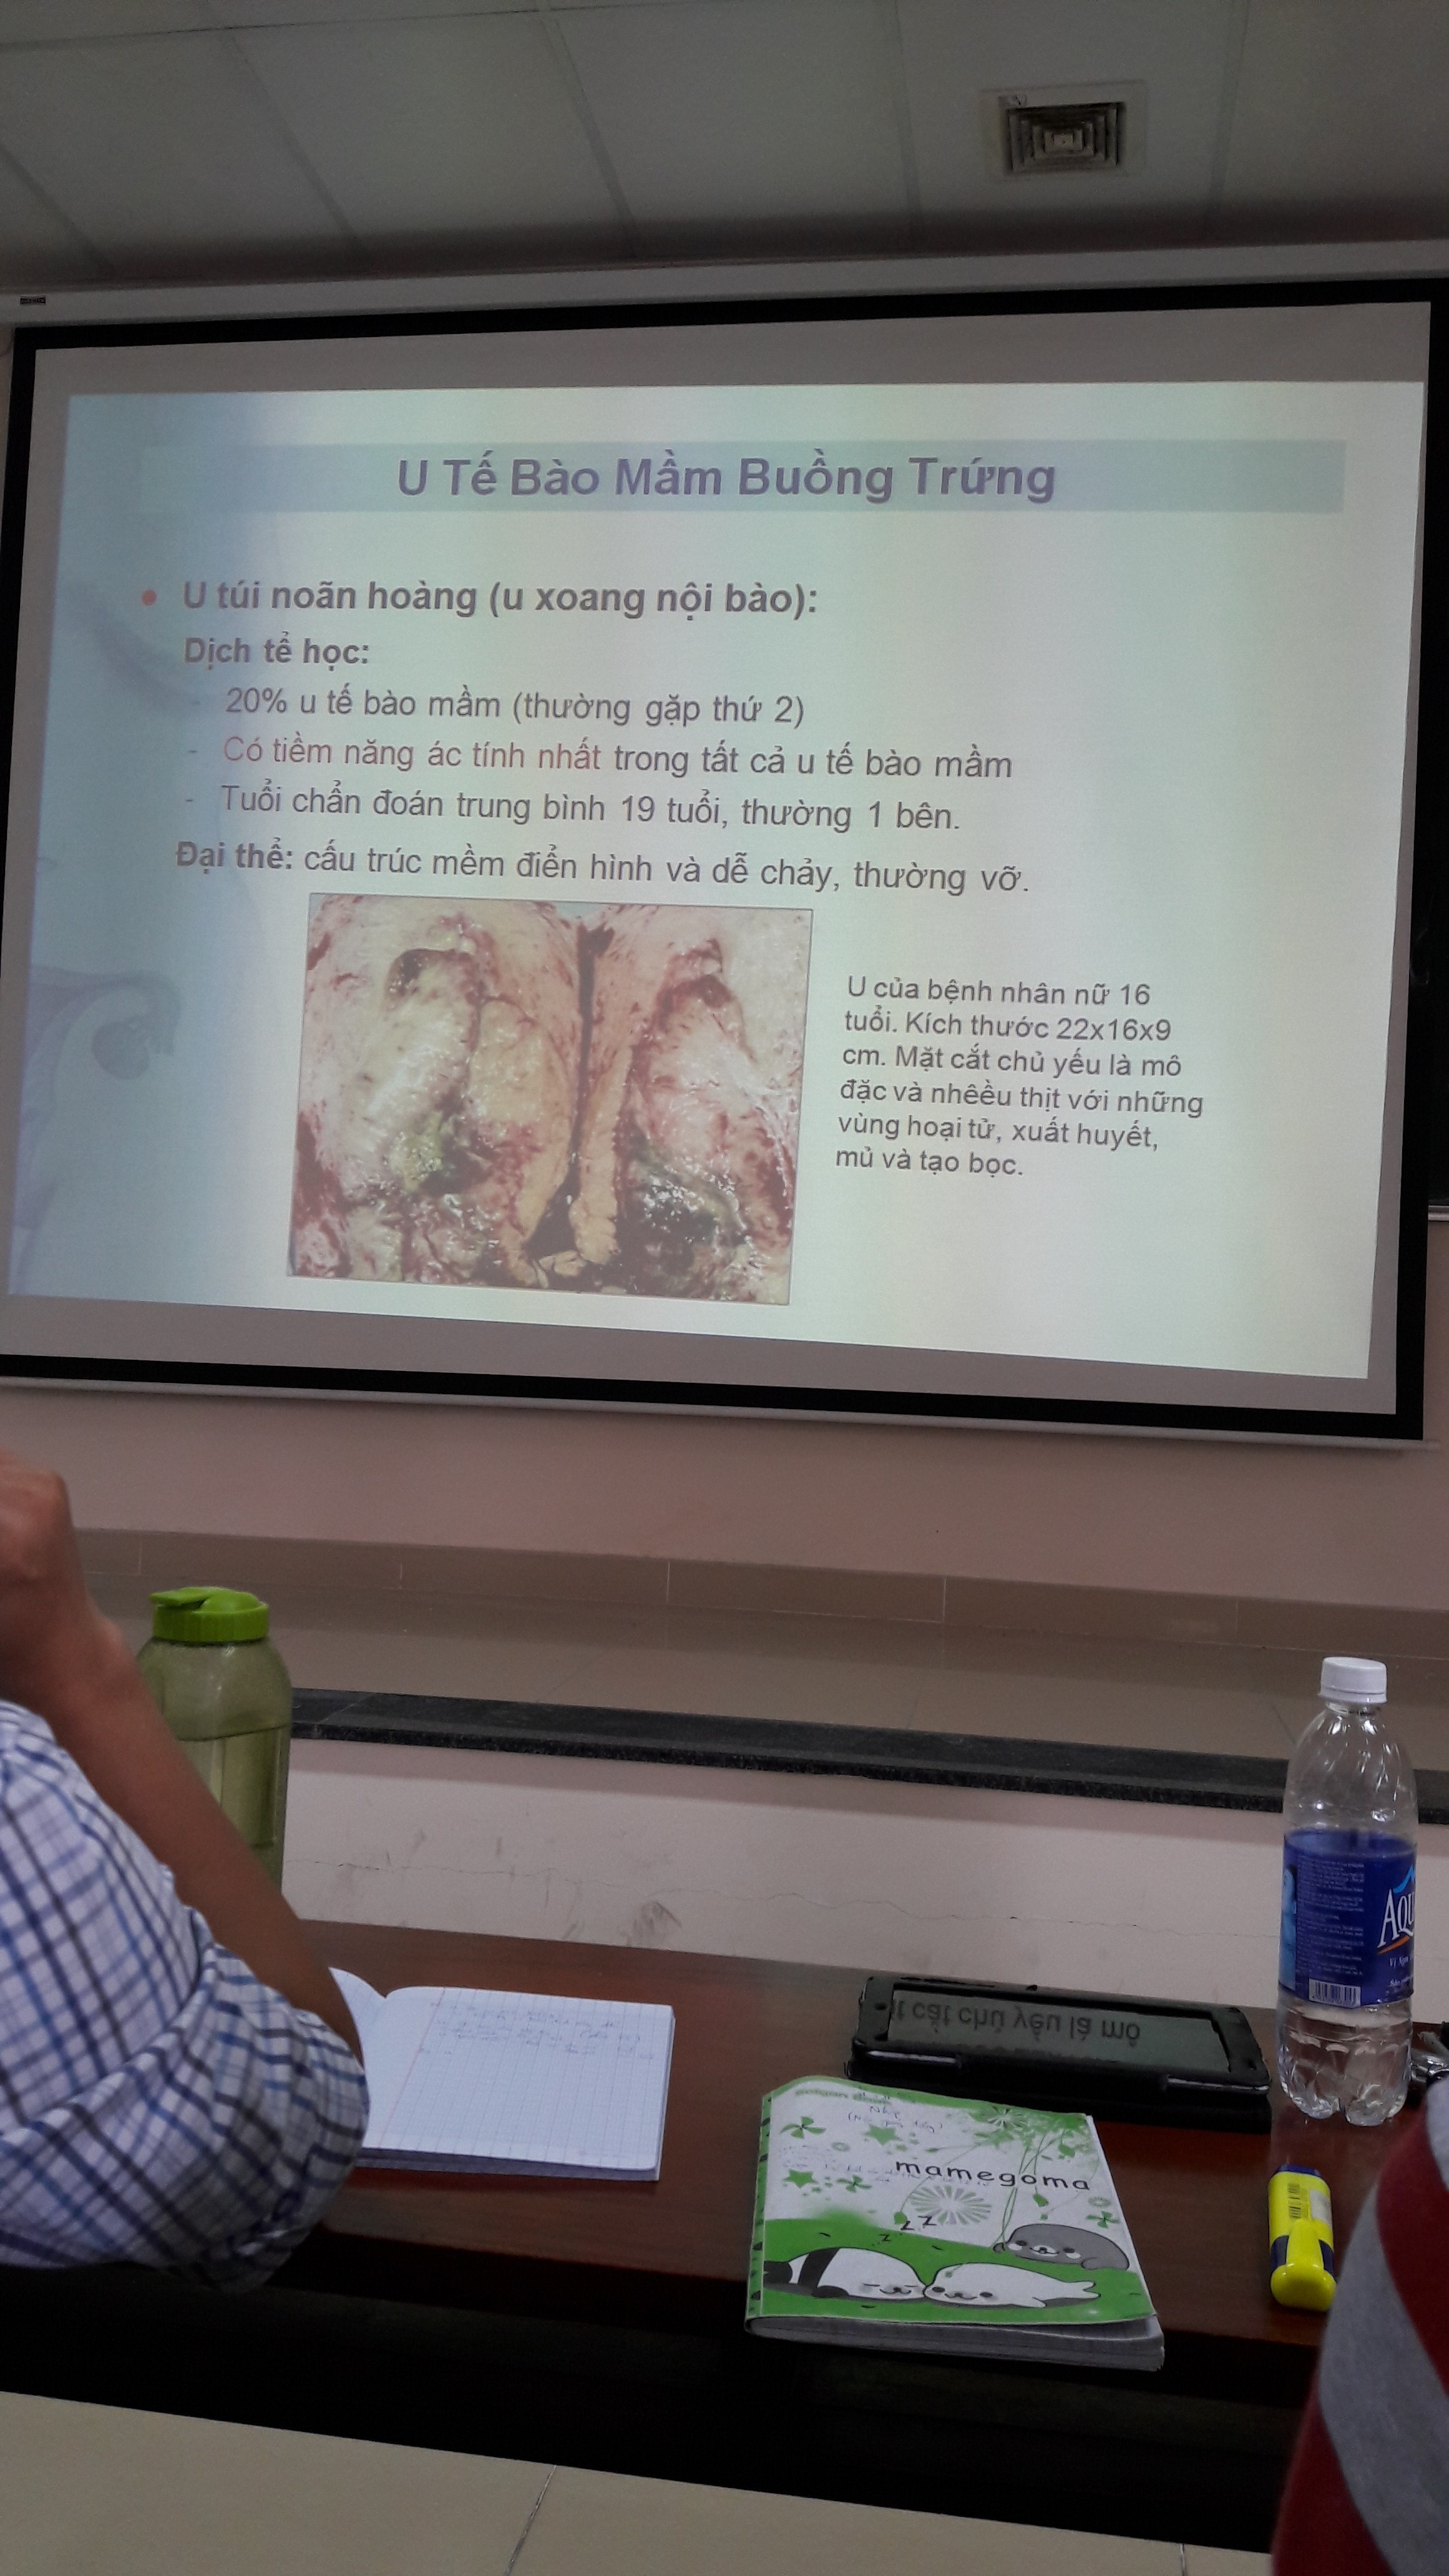 U Tế Bào Mầm Buồng Trứng
U túi noãn hoàng (u xoang nội bào):
Dịch tể học:
- 20% u tế bào mầm (thường gặp thứ 2)
- Có tiềm năng ác tính nhất trong tất cả u tế bào mầm
- Tuổi chẩn đoán trung bình 19 tuổi, thường 1 bên.
Đại thể: cấu trúc mềm điển hình và dễ chảy, thường vỡ.
U của bệnh nhân nữ 16
tuổi. Kích thước 22x16x9
cm. Mặt cắt chủ yếu là mô
đặc và nhêều thịt với những
vùng hoại tử, xuất huyết,
mủ và tạo bọc.
AQU
t cắt chủ yếu là mô
mamegoma
z z z